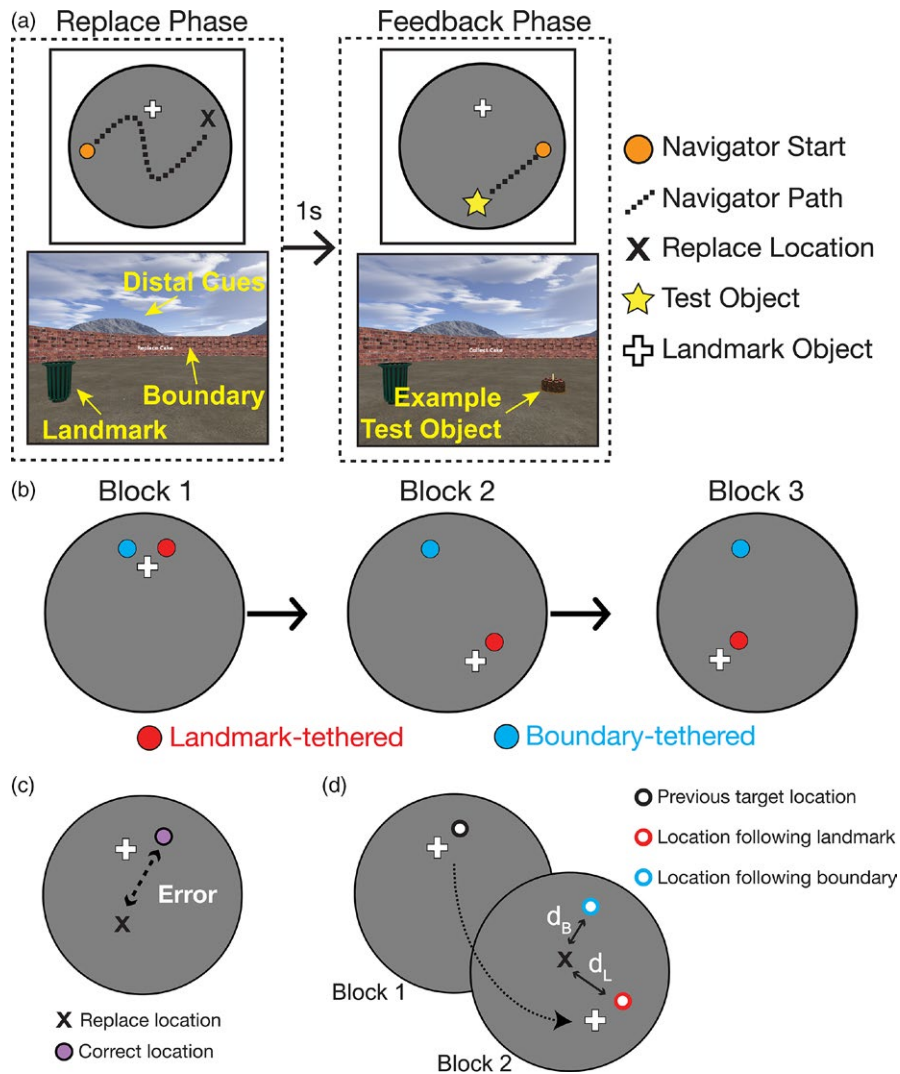 (a)
Replace Phase
Feedback Phase
1s
Distal Cues
Replace Cake
Boundary
Landmark
Collect Cake
Example
Test Object
Navigator Start
Navigator Path
X Replace Location
Test Object
Landmark Object
(b)
Block 1
Block 2
Block 3
Landmark-tethered
Boundary-tethered
(c)
Error
X
X Replace location
Correct location
(d)
Previous target location
Location following landmark
Location following boundary
d_B
X
d_L
Block 1
Block 2